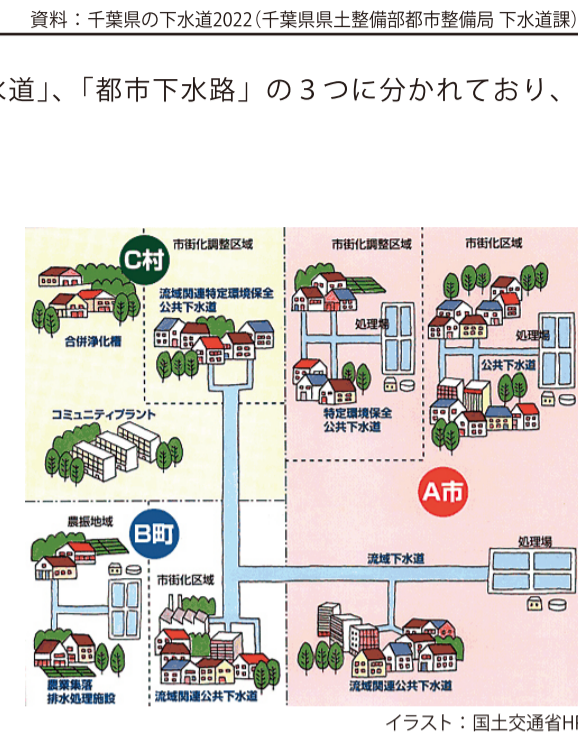 資料：千葉県の下水道2022（千葉県県土整備部都市整備局 下水道課）
水道」、「都市下水路」の３つに分かれており、
C村
市街化調整区域
流域関連特定環境保全
公共下水道
合併浄化槽
コミュニティプラント
市街化調整区域
処理場
特定環境保全
公共下水道
市街化区域
処理場
公共下水道
A市
農振地域
B町
市街化区域
農業集落
排水処理施設
流域関連公共下水道
流域下水道
処理場
流域関連公共下水道
イラスト：国土交通省HP